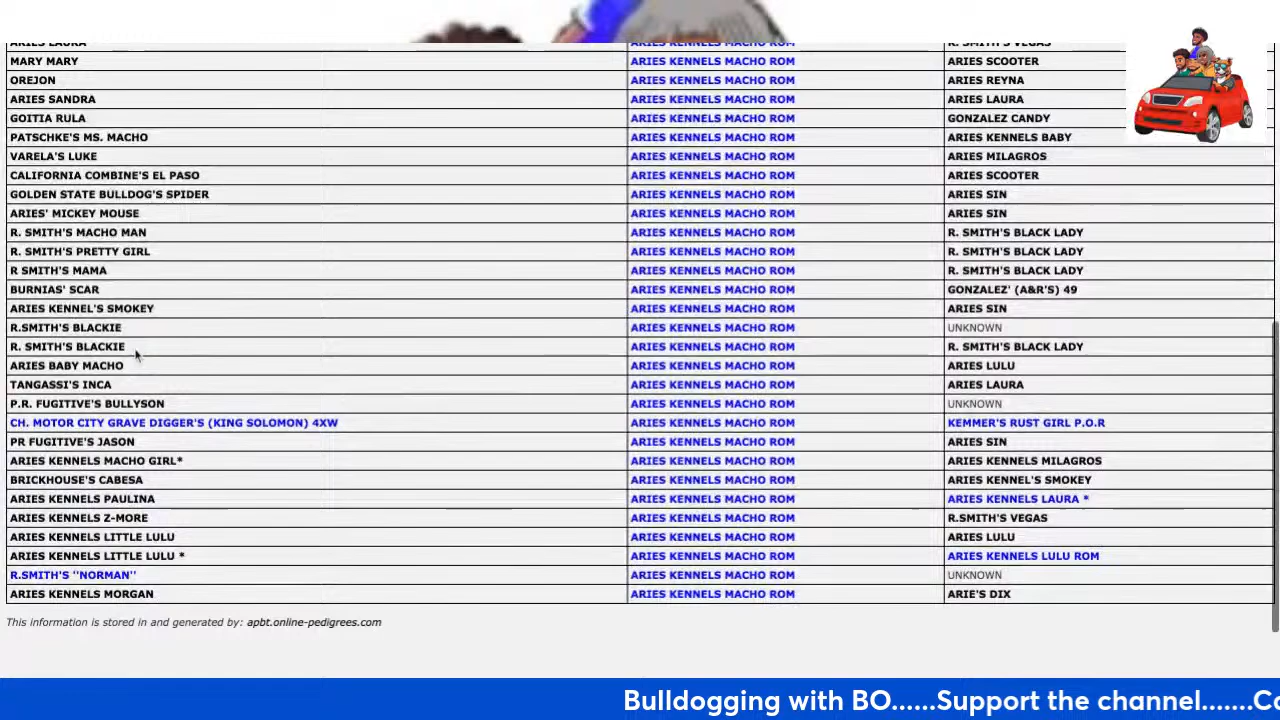 ARIES LAURA ARIES KENNELS MACHO ROM R. SMITH'S VEGAS
MARY MARY ARIES KENNELS MACHO ROM ARIES SCOOTER
OREJON ARIES KENNELS MACHO ROM ARIES REYNA
ARIES SANDRA ARIES KENNELS MACHO ROM ARIES LAURA
GOITIA RULA ARIES KENNELS MACHO ROM GONZALEZ CANDY
PATSCHKE'S MS. MACHO ARIES KENNELS MACHO ROM ARIES KENNELS BABY
VARELA'S LUKE ARIES KENNELS MACHO ROM ARIES MILAGROS
CALIFORNIA COMBINE'S EL PASO ARIES KENNELS MACHO ROM ARIES SCOOTER
GOLDEN STATE BULLDOG'S SPIDER ARIES KENNELS MACHO ROM ARIES SIN
ARIES' MICKEY MOUSE ARIES KENNELS MACHO ROM ARIES SIN
R. SMITH'S MACHO MAN ARIES KENNELS MACHO ROM R. SMITH'S BLACK LADY
R. SMITH'S PRETTY GIRL ARIES KENNELS MACHO ROM R. SMITH'S BLACK LADY
R SMITH'S MAMA ARIES KENNELS MACHO ROM R. SMITH'S BLACK LADY
BURNIAS' SCAR ARIES KENNELS MACHO ROM GONZALEZ' (A&R'S) 49
ARIES KENNEL'S SMOKEY ARIES KENNELS MACHO ROM ARIES SIN
R.SMITH'S BLACKIE ARIES KENNELS MACHO ROM UNKNOWN
R. SMITH'S BLACKIE ARIES KENNELS MACHO ROM R. SMITH'S BLACK LADY
ARIES BABY MACHO ARIES KENNELS MACHO ROM ARIES LULU
TANGASSI'S INCA ARIES KENNELS MACHO ROM ARIES LAURA
P.R. FUGITIVE'S BULLYSON ARIES KENNELS MACHO ROM UNKNOWN
CH. MOTOR CITY GRAVE DIGGER'S (KING SOLOMON) 4XW ARIES KENNELS MACHO ROM KEMMER'S RUST GIRL P.O.R
PR FUGITIVE'S JASON ARIES KENNELS MACHO ROM ARIES SIN
ARIES KENNELS MACHO GIRL* ARIES KENNELS MACHO ROM ARIES KENNELS MILAGROS
BRICKHOUSE'S CABESA ARIES KENNELS MACHO ROM ARIES KENNEL'S SMOKEY
ARIES KENNELS PAULINA ARIES KENNELS MACHO ROM ARIES KENNELS LAURA *
ARIES KENNELS Z-MORE ARIES KENNELS MACHO ROM R.SMITH'S VEGAS
ARIES KENNELS LITTLE LULU ARIES KENNELS MACHO ROM ARIES LULU
ARIES KENNELS LITTLE LULU * ARIES KENNELS MACHO ROM ARIES KENNELS LULU ROM
R.SMITH'S ''NORMAN'' ARIES KENNELS MACHO ROM UNKNOWN
ARIES KENNELS MORGAN ARIES KENNELS MACHO ROM ARIE'S DIX
This information is stored in and generated by: apbt.online-pedigrees.com
Bulldogging with BO......Support the channel.......